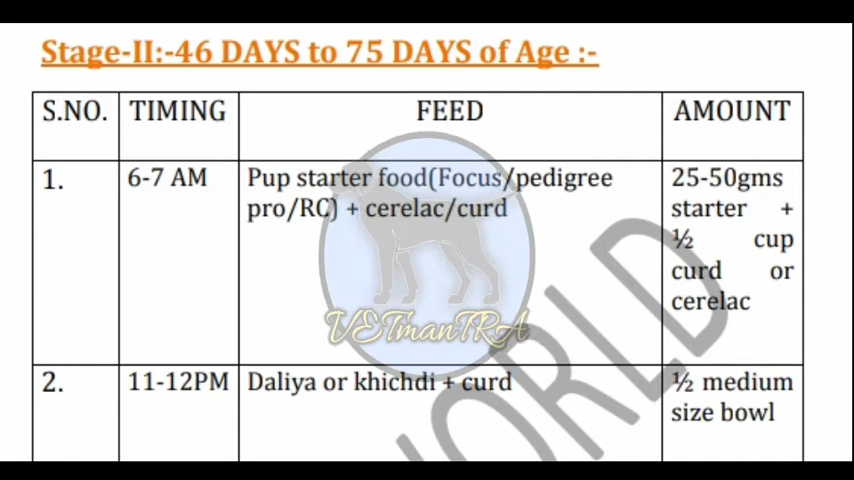 Stage-II:-46 DAYS to 75 DAYS of Age :-
S.NO. TIMING FEED AMOUNT
1. 6-7 AM Pup starter food(Focus/pedigree 25-50gms
pro/RC) + cerelac/curd starter +
½ cup
curd or
cerelac
VETmanTRA
WORLD
2. 11-12PM Daliya or khichdi + curd ½ medium
size bowl